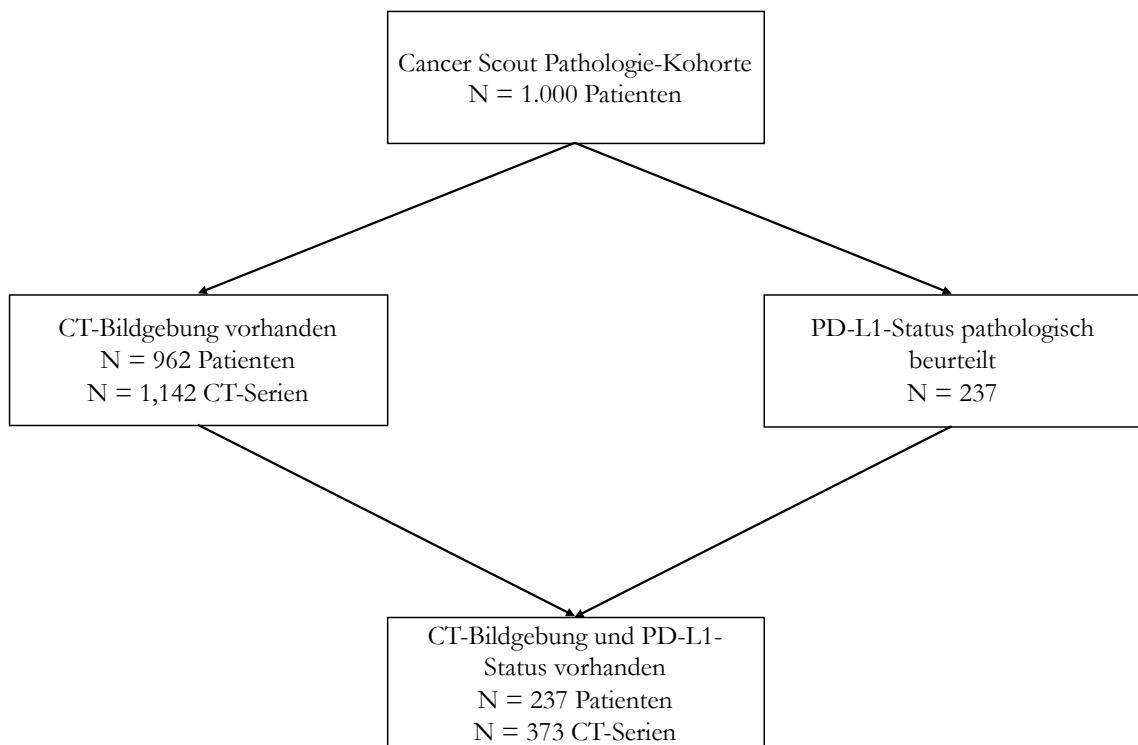 Cancer Scout Pathologie-Kohorte
N = 1.000 Patienten
CT-Bildgebung vorhanden
N = 962 Patienten
N = 1,142 CT-Serien
PD-L1-Status pathologisch
beurteilt
N = 237
CT-Bildgebung und PD-L1-
Status vorhanden
N = 237 Patienten
N = 373 CT-Serien